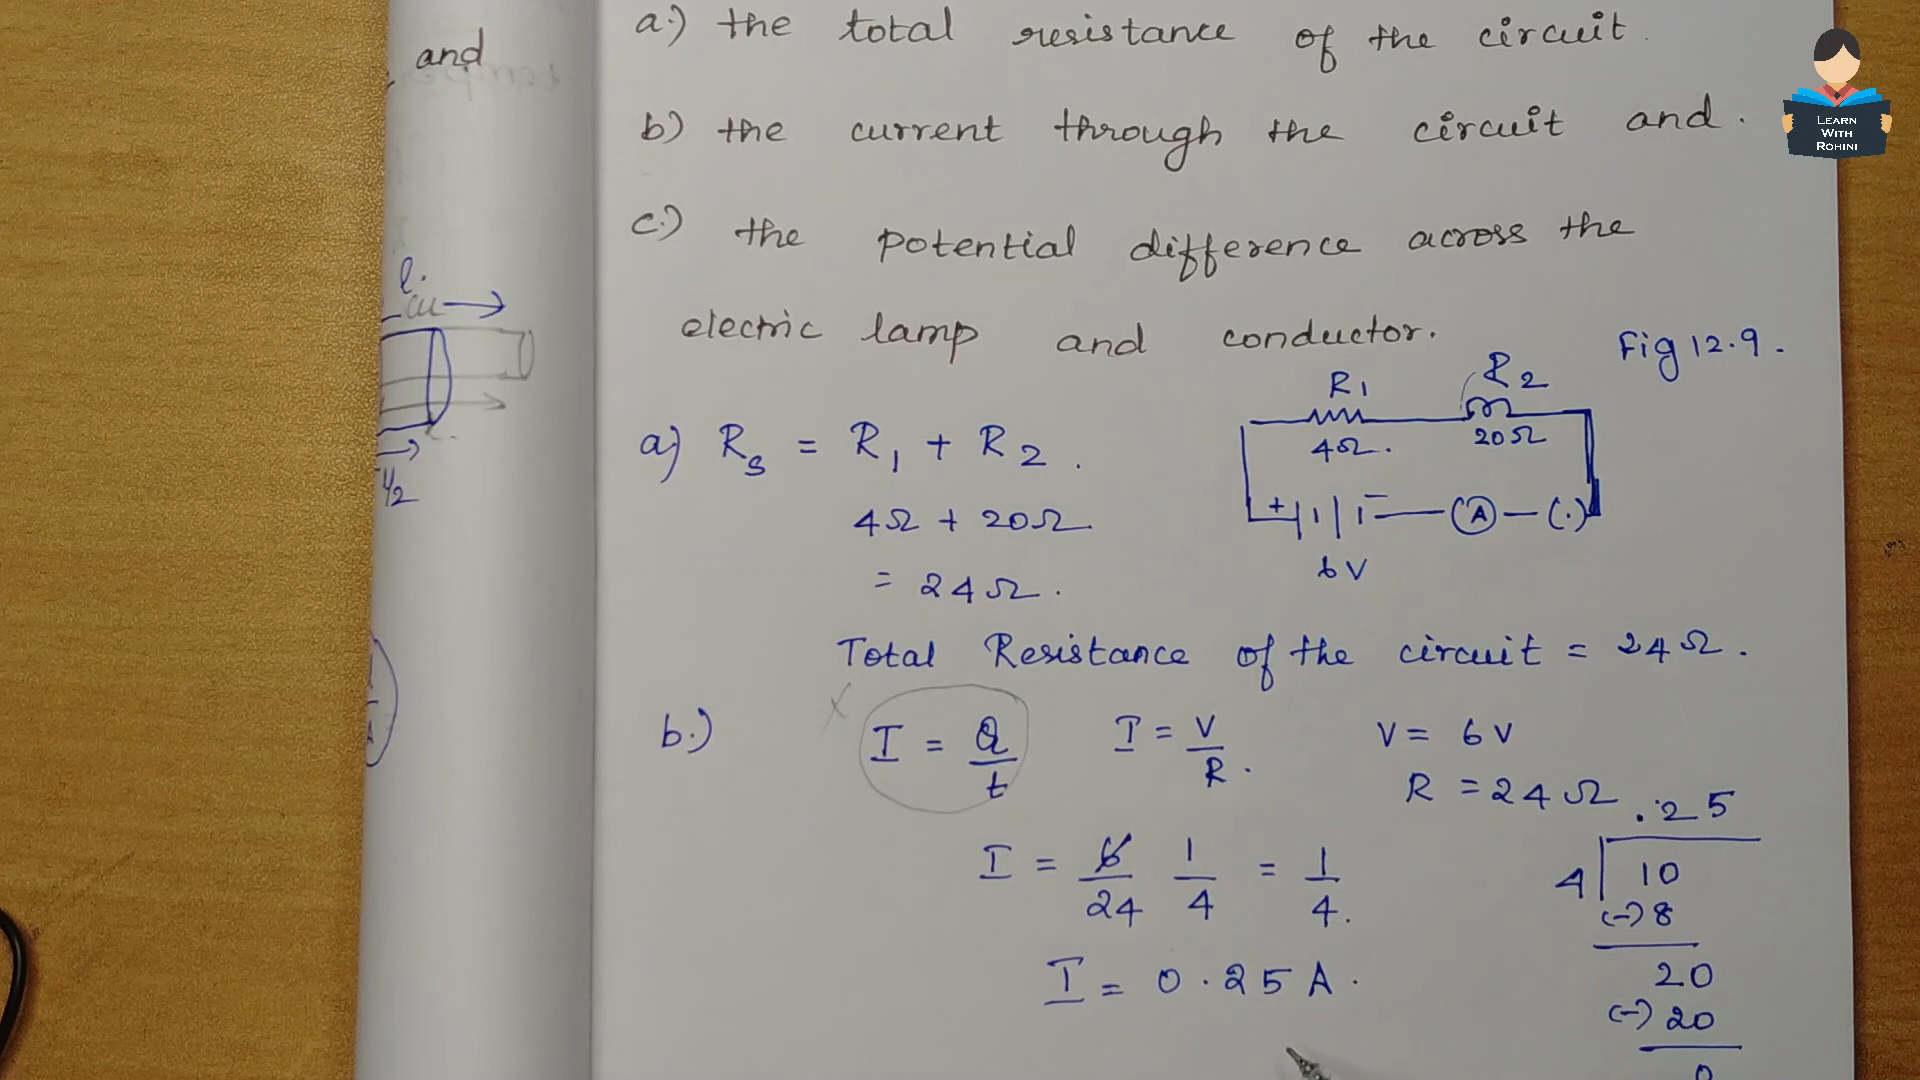 and
a.) the total resistance of the circuit.
b) the current through the circuit and.
c.) the potential difference across the
electric lamp and conductor.
Fig 12.9.
R1
R2
4Ω.
20Ω
+
−
A
(.)
6V
a) Rs = R1 + R2.
4Ω + 20Ω.
= 24Ω.
Total Resistance of the circuit = 24Ω.
b.) x I = Q/t I = V/R. V = 6V
R = 24Ω
I = 6/24 1/4 = 1/4.
I = 0.25 A.
.25
4 10
(-) 8
20
(-) 20
0
l.
Cu
l/2
LEARN
WITH
ROHINI